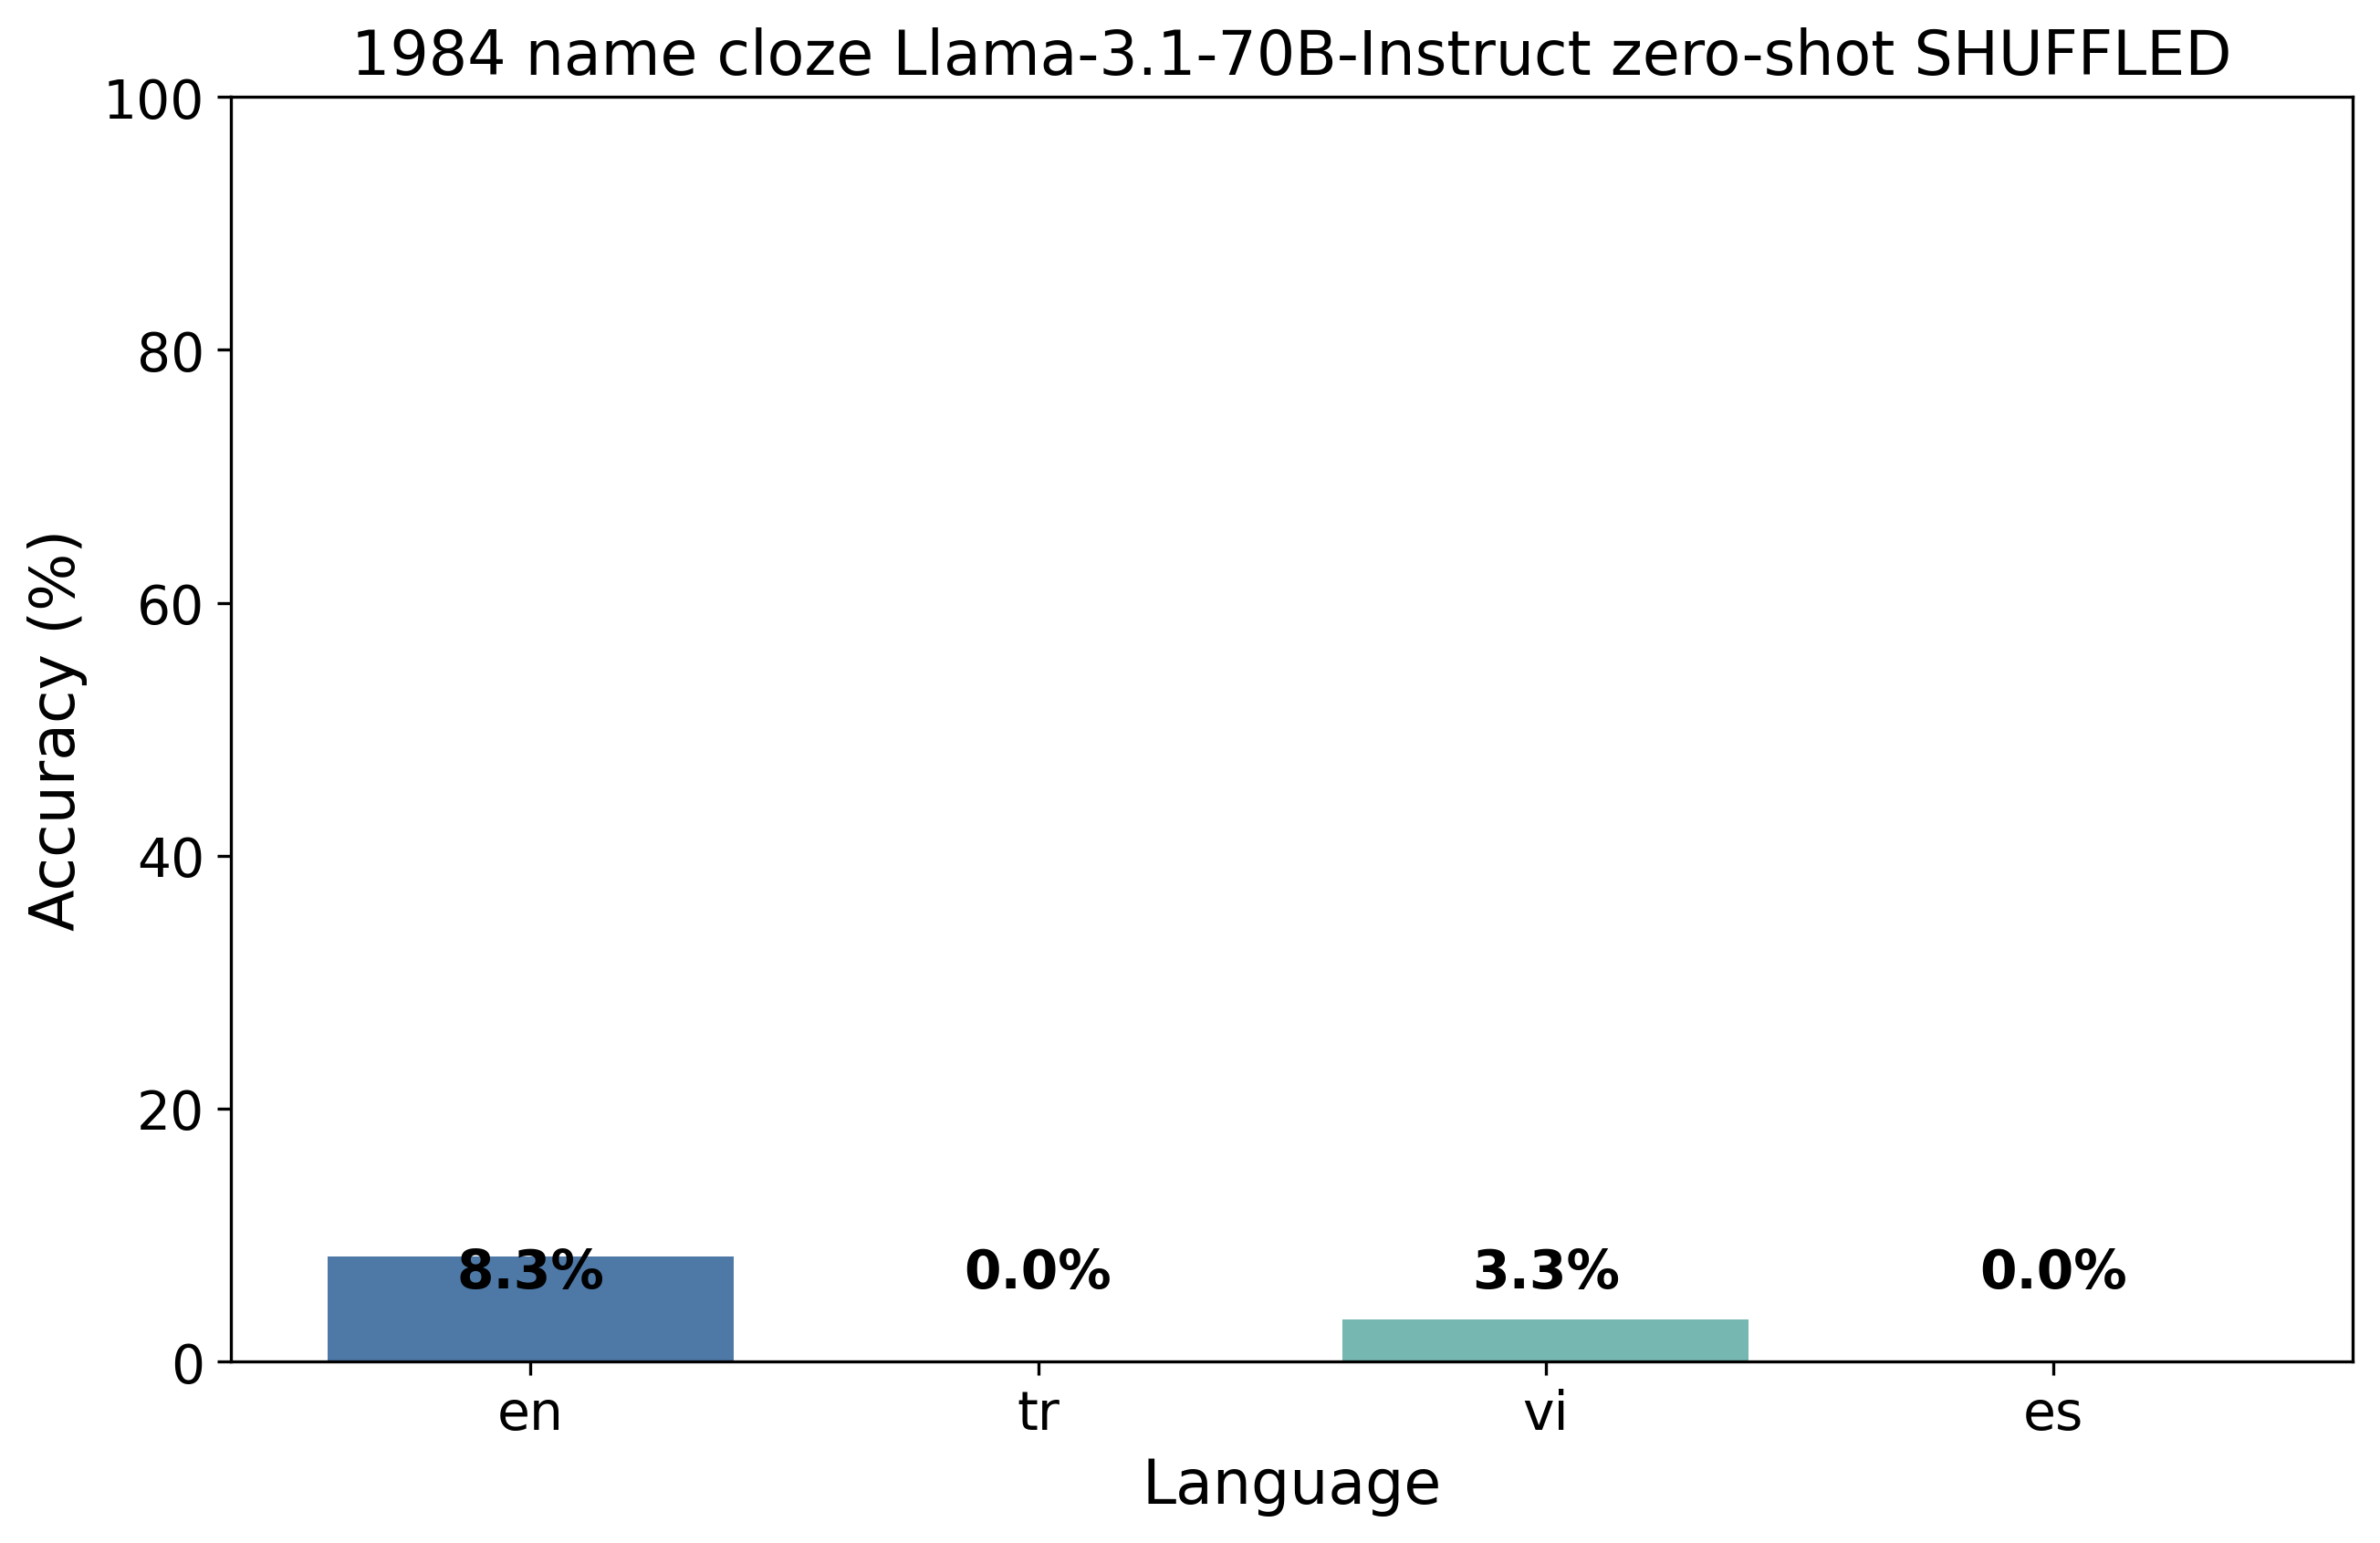 1984 name cloze Llama-3.1-70B-Instruct zero-shot SHUFFLED
100
80
60
40
20
0
Accuracy (%)
8.3%
0.0%
3.3%
0.0%
en
tr
vi
es
Language